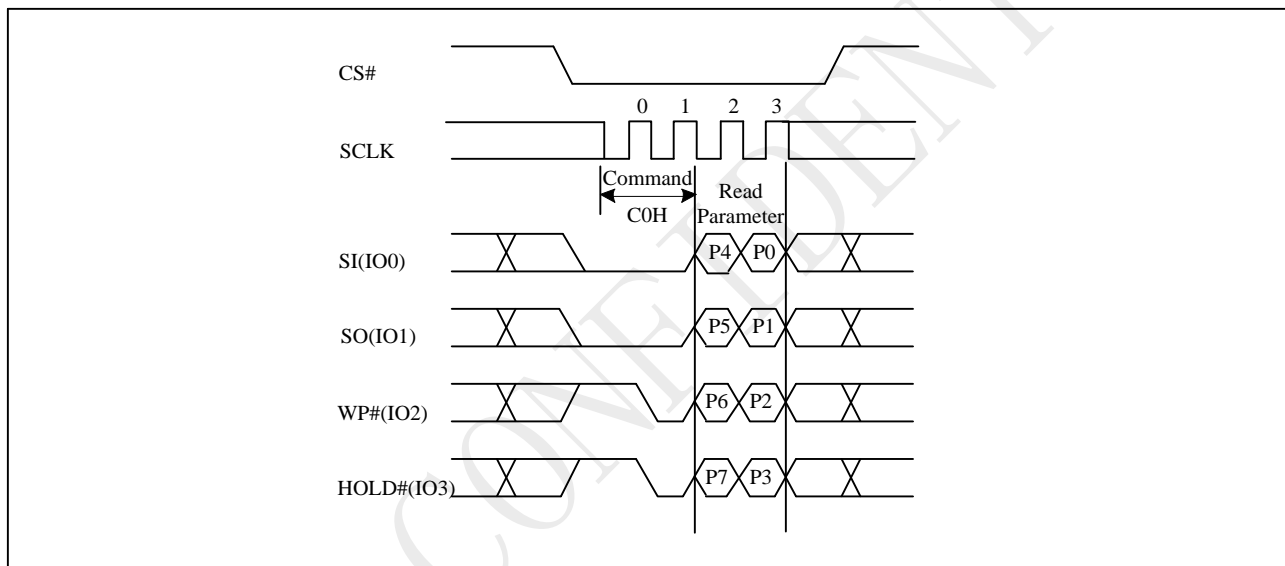 CS#
0 1 2 3
SCLK
Command
Read
C0H
Parameter
SI(IO0)
P4 P0
SO(IO1)
P5 P1
WP#(IO2)
P6 P2
HOLD#(IO3)
P7 P3
CONFIDENT